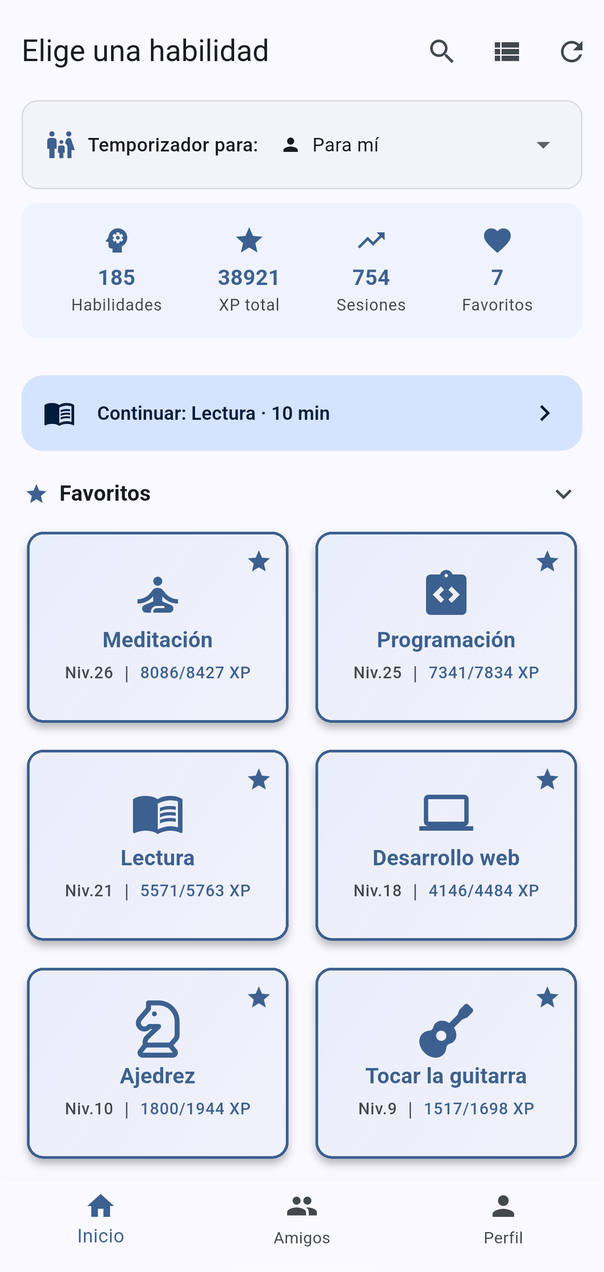 Elige una habilidad
Temporizador para: Para mí
185 38921 754 7
Habilidades XP total Sesiones Favoritos
Continuar: Lectura · 10 min
Favoritos
Meditación
Niv.26 | 8086/8427 XP
Programación
Niv.25 | 7341/7834 XP
Lectura
Niv.21 | 5571/5763 XP
Desarrollo web
Niv.18 | 4146/4484 XP
Ajedrez
Niv.10 | 1800/1944 XP
Tocar la guitarra
Niv.9 | 1517/1698 XP
Inicio Amigos Perfil